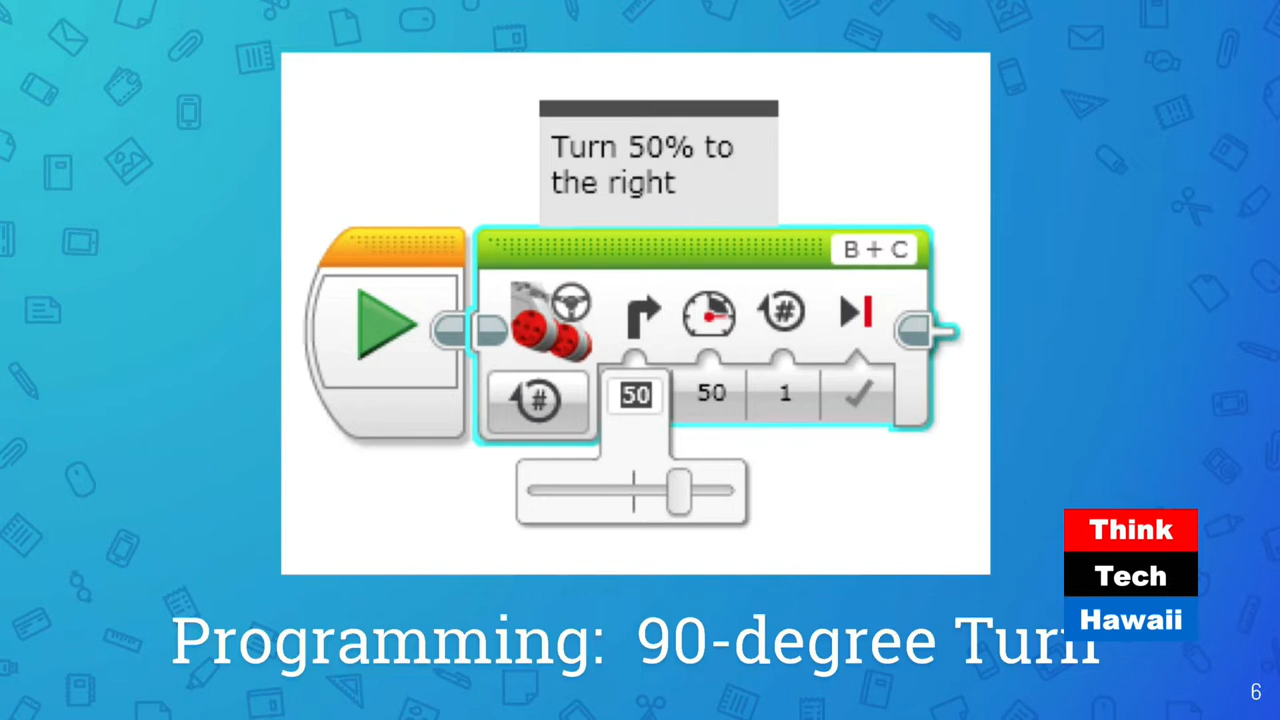 Turn 50% to
the right
B + C
#
#
50
50
1
Think
Tech
Hawaii
Programming: 90-degree Turn
6